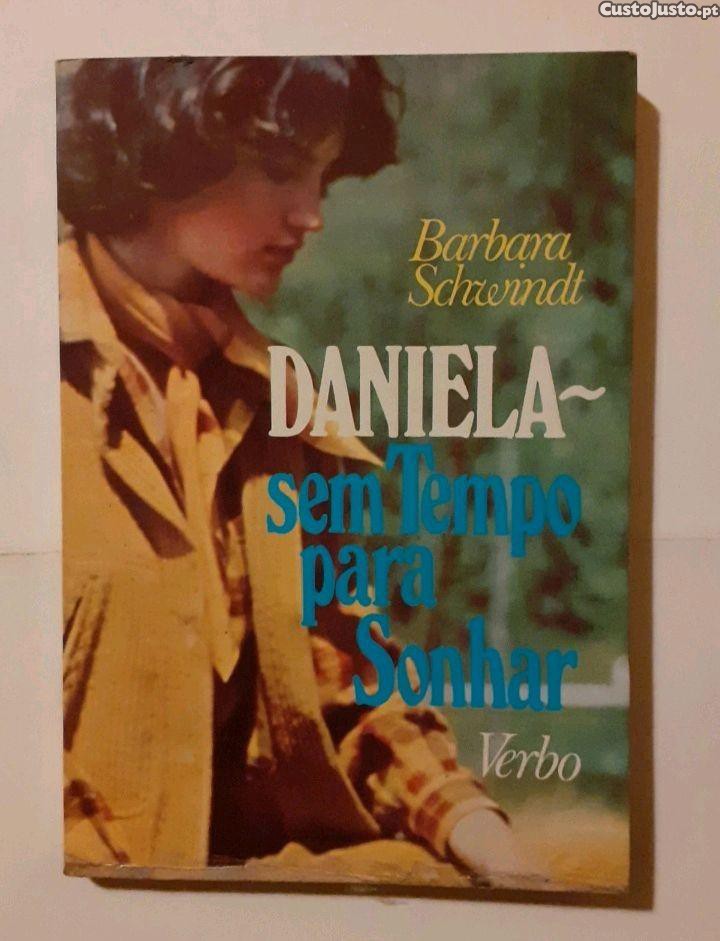 CustoJusto.pt
Barbara
Schwindt
DANIELA~
sem Tempo
para
Sonhar
Verbo